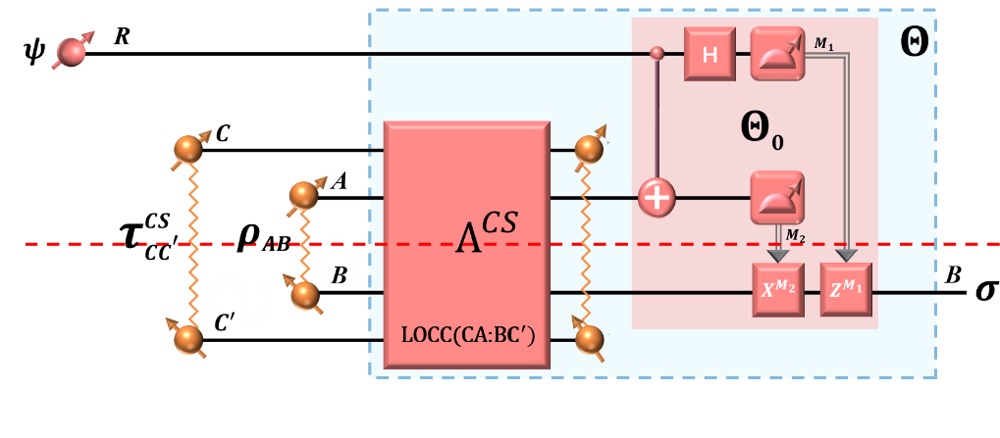 ψ R H M₁ Θ
C Θ₀
A
τ^{CS}_{CC′} ρ_{AB} Λ^{CS} M₂
B X^{M₂} Z^{M₁} B σ
C′ LOCC(CA:BC′)